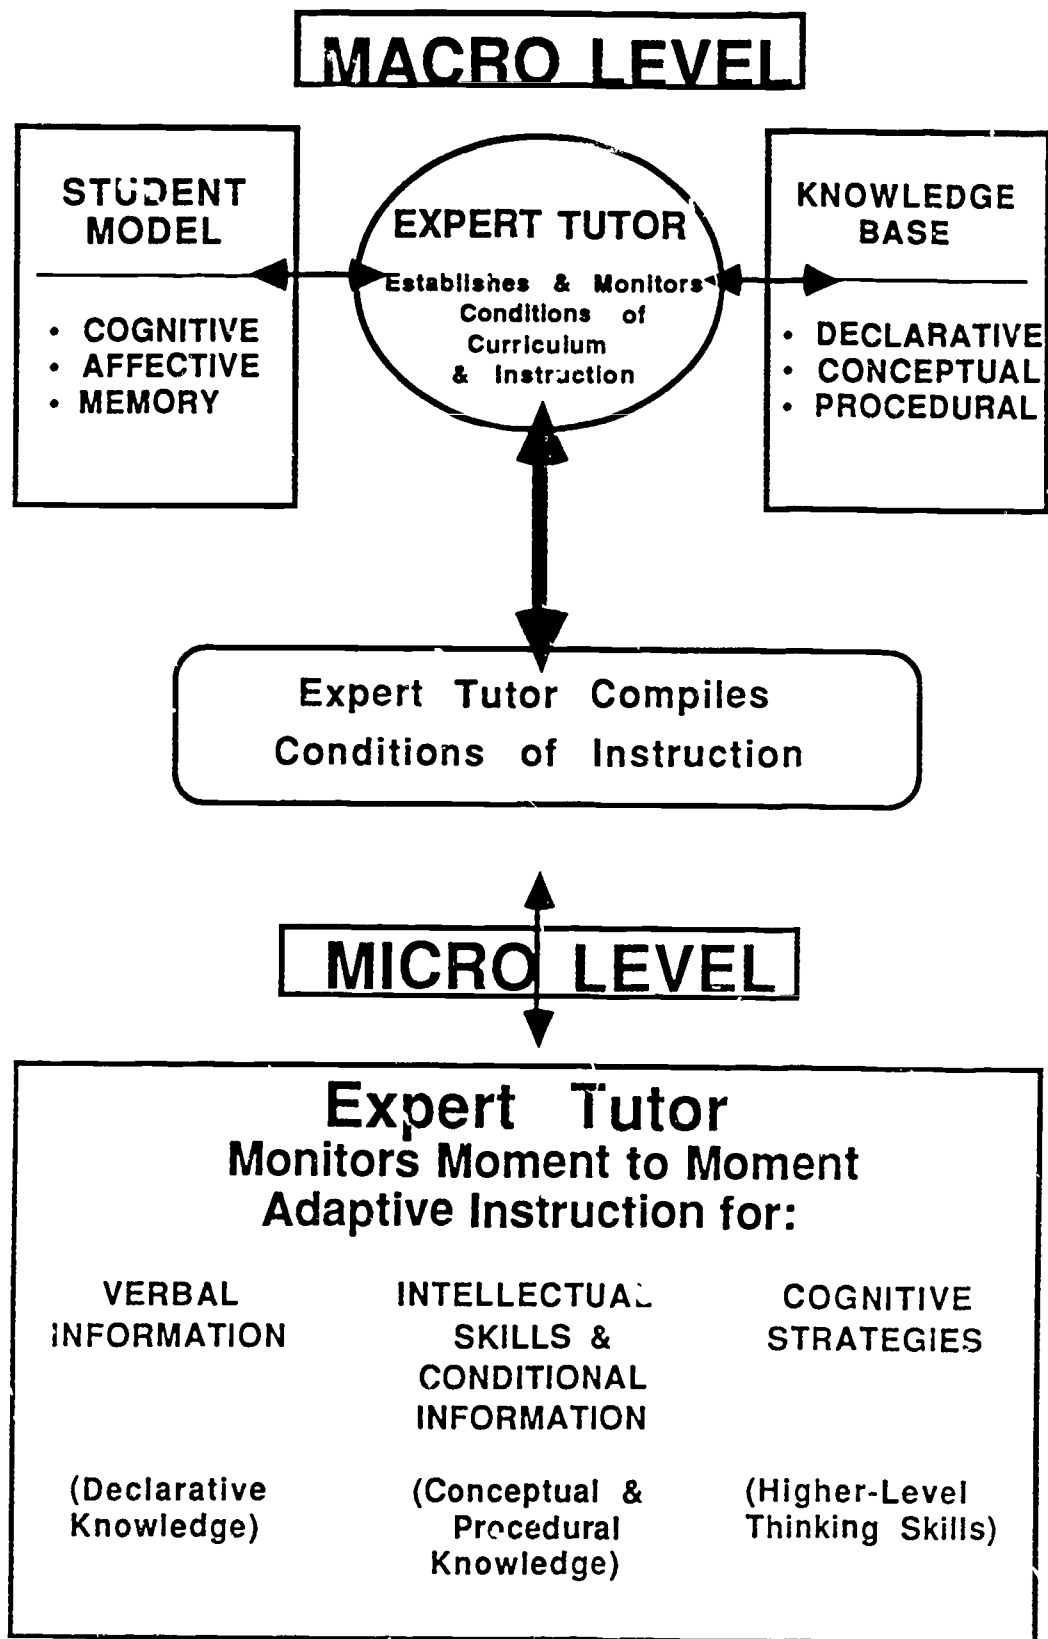 MACRO LEVEL
STUDENT
MODEL
• COGNITIVE
• AFFECTIVE
• MEMORY
EXPERT TUTOR
Establishes & Monitors
Conditions of
Curriculum
& Instruction
KNOWLEDGE
BASE
• DECLARATIVE
• CONCEPTUAL
• PROCEDURAL
Expert Tutor Compiles
Conditions of Instruction
MICRO LEVEL
Expert Tutor
Monitors Moment to Moment
Adaptive Instruction for:
VERBAL
INFORMATION
INTELLECTUAL
SKILLS &
CONDITIONAL
INFORMATION
COGNITIVE
STRATEGIES
(Declarative
Knowledge)
(Conceptual &
Procedural
Knowledge)
(Higher-Level
Thinking Skills)